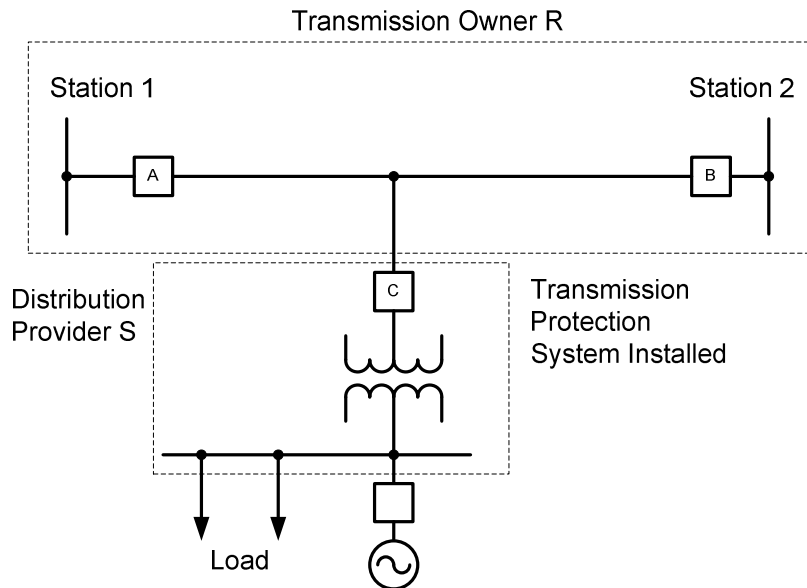 Transmission Owner R
Station 1
Station 2
A
B
C
Distribution
Provider S
Transmission
Protection
System Installed
Load